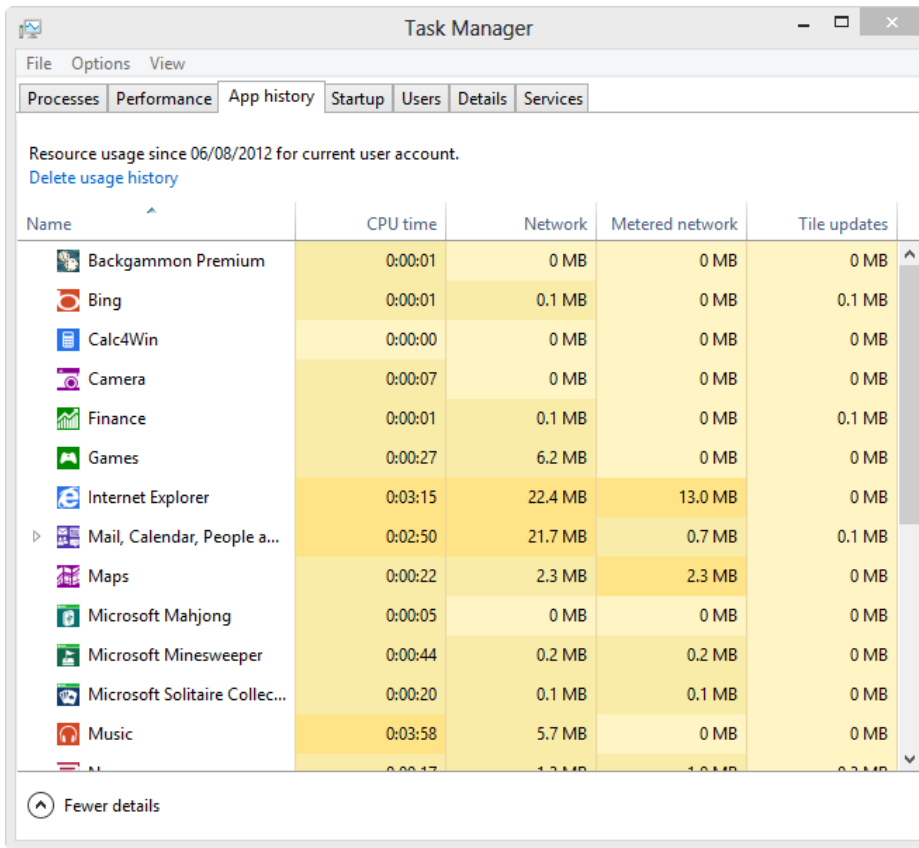 Task Manager
File Options View
Processes Performance App history Startup Users Details Services
Resource usage since 06/08/2012 for current user account.
Delete usage history
Name CPU time Network Metered network Tile updates
Backgammon Premium 0:00:01 0 MB 0 MB 0 MB
Bing 0:00:01 0.1 MB 0 MB 0.1 MB
Calc4Win 0:00:00 0 MB 0 MB 0 MB
Camera 0:00:07 0 MB 0 MB 0 MB
Finance 0:00:01 0.1 MB 0 MB 0.1 MB
Games 0:00:27 6.2 MB 0 MB 0 MB
Internet Explorer 0:03:15 22.4 MB 13.0 MB 0 MB
Mail, Calendar, People a... 0:02:50 21.7 MB 0.7 MB 0.1 MB
Maps 0:00:22 2.3 MB 2.3 MB 0 MB
Microsoft Mahjong 0:00:05 0 MB 0 MB 0 MB
Microsoft Minesweeper 0:00:44 0.2 MB 0.2 MB 0 MB
Microsoft Solitaire Collec... 0:00:20 0.1 MB 0.1 MB 0 MB
Music 0:03:58 5.7 MB 0 MB 0 MB
Fewer details